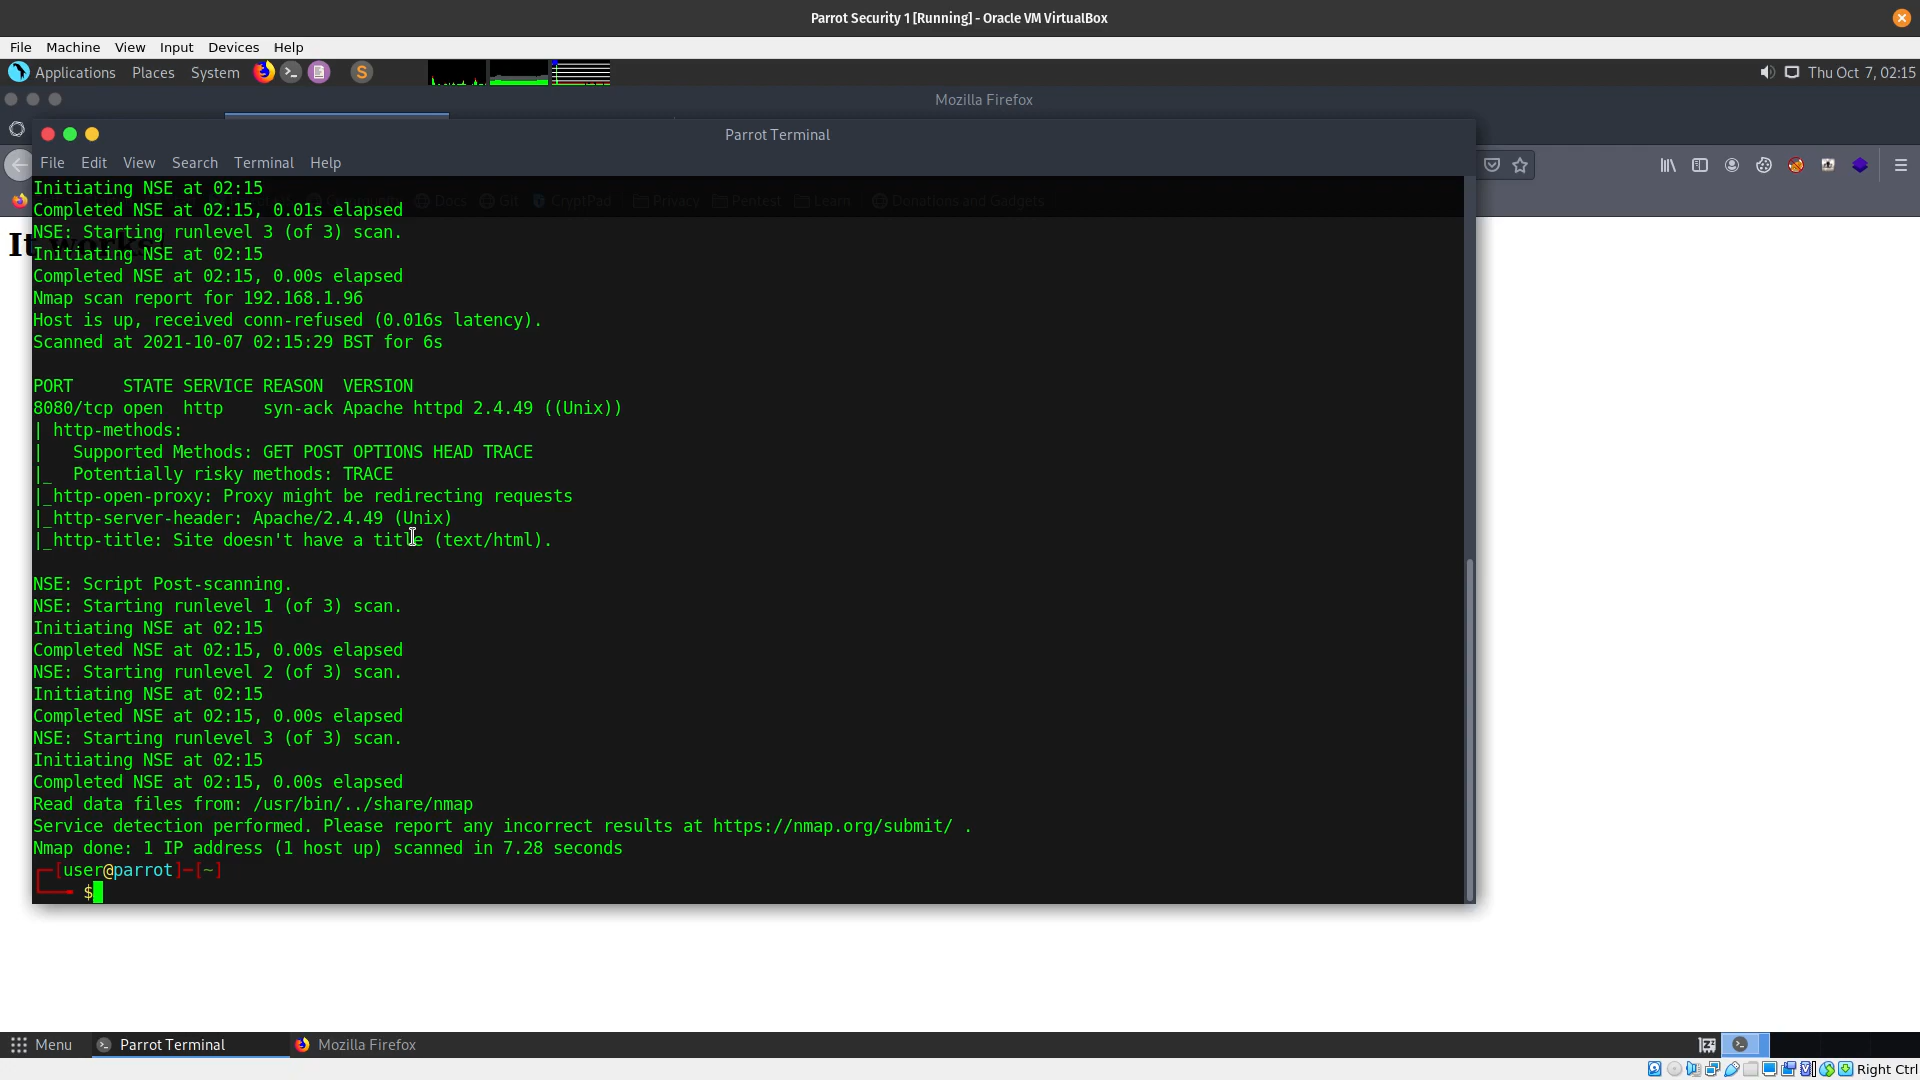 Parrot Security 1 [Running] - Oracle VM VirtualBox
File Machine View Input Devices Help
Applications Places System
Thu Oct 7, 02:15
Mozilla Firefox
Parrot Terminal
File Edit View Search Terminal Help
Docs Git CryptPad Privacy Pentest Learn Donations and Gadgets
It works
Initiating NSE at 02:15
Completed NSE at 02:15, 0.01s elapsed
NSE: Starting runlevel 3 (of 3) scan.
Initiating NSE at 02:15
Completed NSE at 02:15, 0.00s elapsed
Nmap scan report for 192.168.1.96
Host is up, received conn-refused (0.016s latency).
Scanned at 2021-10-07 02:15:29 BST for 6s
PORT     STATE SERVICE REASON  VERSION
8080/tcp open  http    syn-ack Apache httpd 2.4.49 ((Unix))
| http-methods:
|   Supported Methods: GET POST OPTIONS HEAD TRACE
|_  Potentially risky methods: TRACE
|_http-open-proxy: Proxy might be redirecting requests
|_http-server-header: Apache/2.4.49 (Unix)
|_http-title: Site doesn't have a title (text/html).
NSE: Script Post-scanning.
NSE: Starting runlevel 1 (of 3) scan.
Initiating NSE at 02:15
Completed NSE at 02:15, 0.00s elapsed
NSE: Starting runlevel 2 (of 3) scan.
Initiating NSE at 02:15
Completed NSE at 02:15, 0.00s elapsed
NSE: Starting runlevel 3 (of 3) scan.
Initiating NSE at 02:15
Completed NSE at 02:15, 0.00s elapsed
Read data files from: /usr/bin/../share/nmap
Service detection performed. Please report any incorrect results at https://nmap.org/submit/ .
Nmap done: 1 IP address (1 host up) scanned in 7.28 seconds
┌─[user@parrot]─[~]
└──╼ $
Menu Parrot Terminal Mozilla Firefox
Right Ctrl